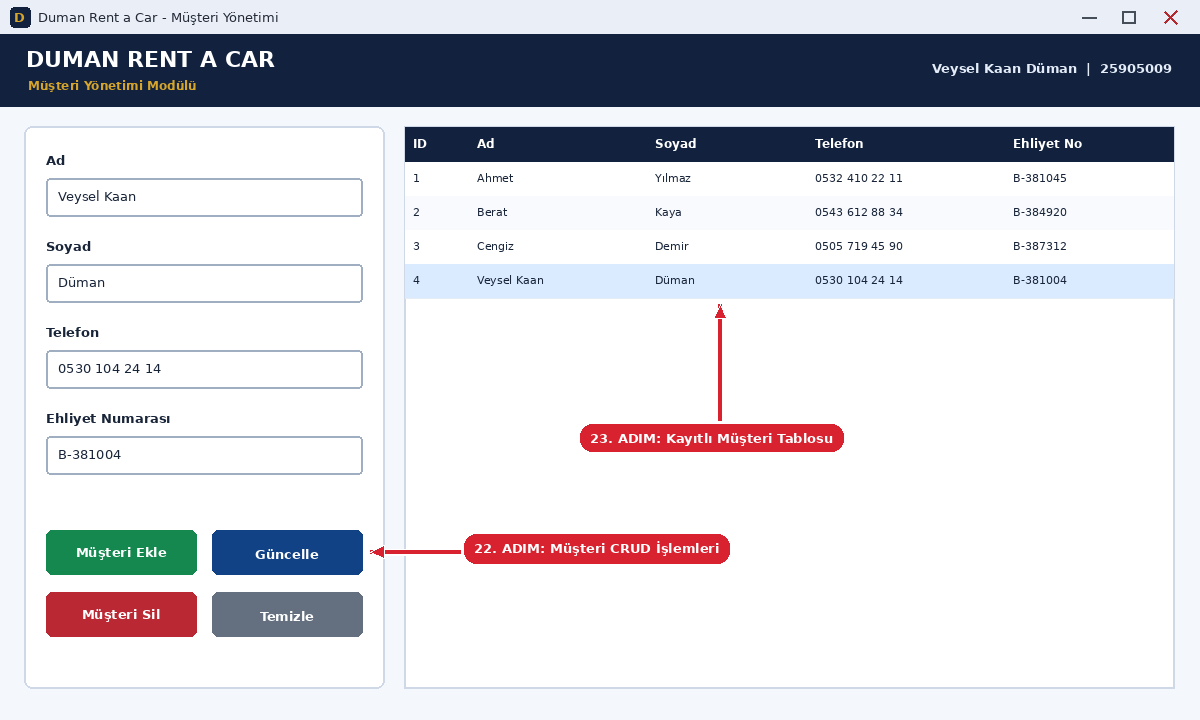 D Duman Rent a Car - Müşteri Yönetimi
DUMAN RENT A CAR
Müşteri Yönetimi Modülü
Veysel Kaan Düman | 25905009
Ad
Veysel Kaan
Soyad
Düman
Telefon
0530 104 24 14
Ehliyet Numarası
B-381004
Müşteri Ekle Güncelle
Müşteri Sil Temizle
ID Ad Soyad Telefon Ehliyet No
1 Ahmet Yılmaz 0532 410 22 11 B-381045
2 Berat Kaya 0543 612 88 34 B-384920
3 Cengiz Demir 0505 719 45 90 B-387312
4 Veysel Kaan Düman 0530 104 24 14 B-381004
23. ADIM: Kayıtlı Müşteri Tablosu
22. ADIM: Müşteri CRUD İşlemleri